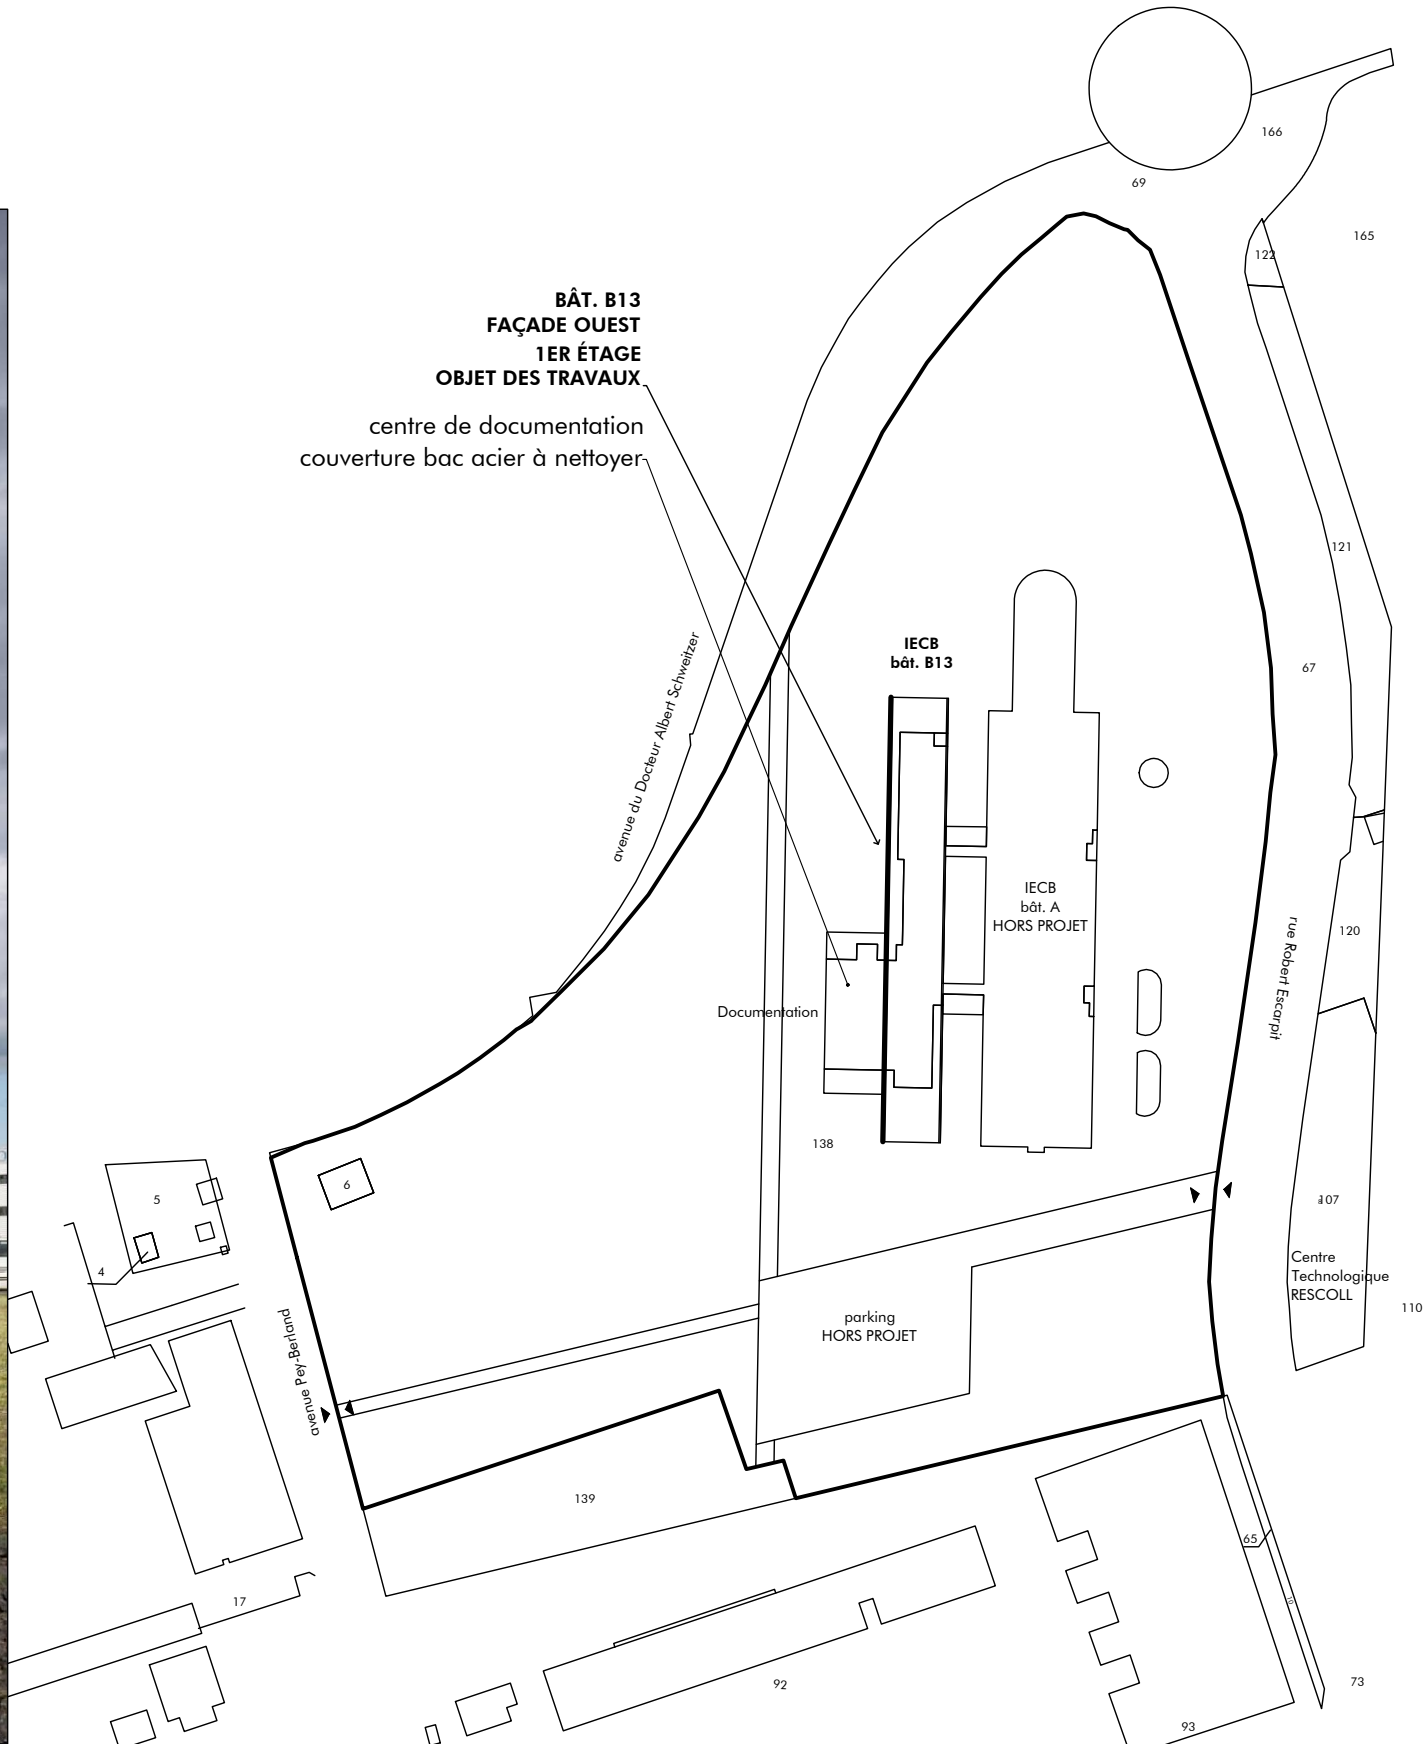 166
69
165
122
BÂT. B13
FAÇADE OUEST
1ER ÉTAGE
OBJET DES TRAVAUX
centre de documentation
couverture bac acier à nettoyer
121
IECB
bât. B13
67
avenue du Docteur Albert Schweitzer
IECB
bât. A
HORS PROJET
120
rue Robert Escarpit
Documentation
138
6
5
107
4
Centre
Technologique
RESCOLL
110
parking
HORS PROJET
avenue Pey-Berland
139
65
17
10
92
73
93